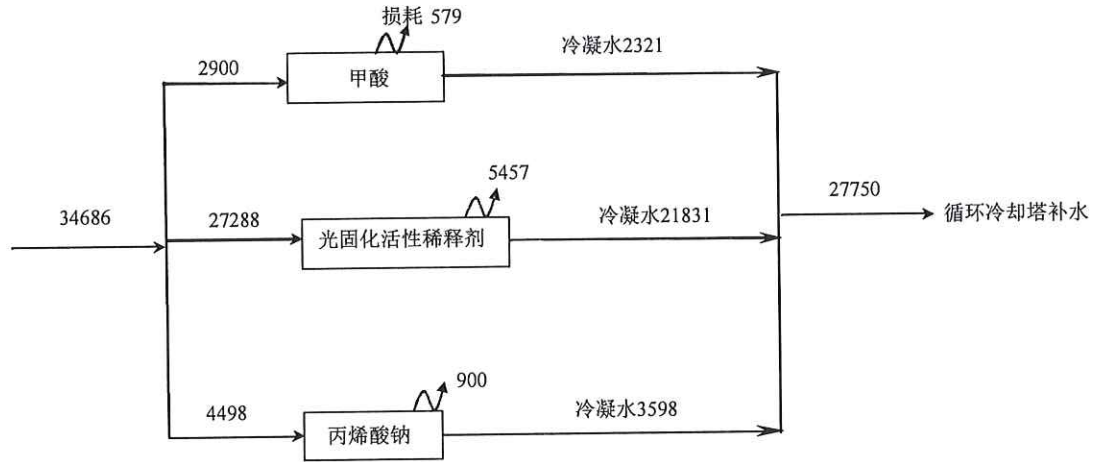 损耗 579
2900
甲酸
冷凝水2321
34686
27288
5457
光固化活性稀释剂
冷凝水21831
27750
循环冷却塔补水
4498
900
丙烯酸钠
冷凝水3598